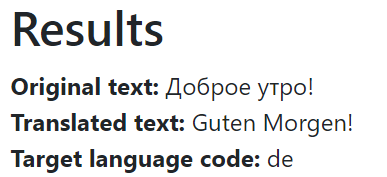 Results
Original text: Доброе утро!
Translated text: Guten Morgen!
Target language code: de